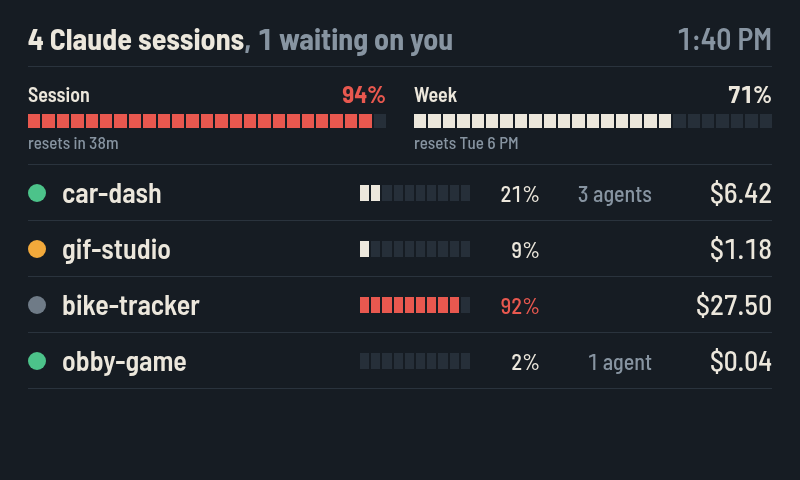 4 Claude sessions, 1 waiting on you 1:40 PM
Session 94% Week 71%
resets in 38m resets Tue 6 PM
car-dash 21% 3 agents $6.42
gif-studio 9% $1.18
bike-tracker 92% $27.50
obby-game 2% 1 agent $0.04